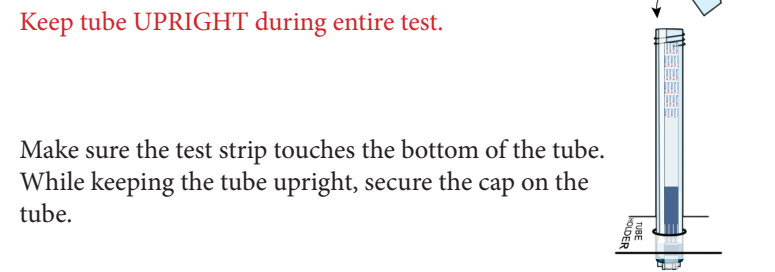 Keep tube UPRIGHT during entire test.
Make sure the test strip touches the bottom of the tube.
While keeping the tube upright, secure the cap on the
tube.
TUBE
HOLDER